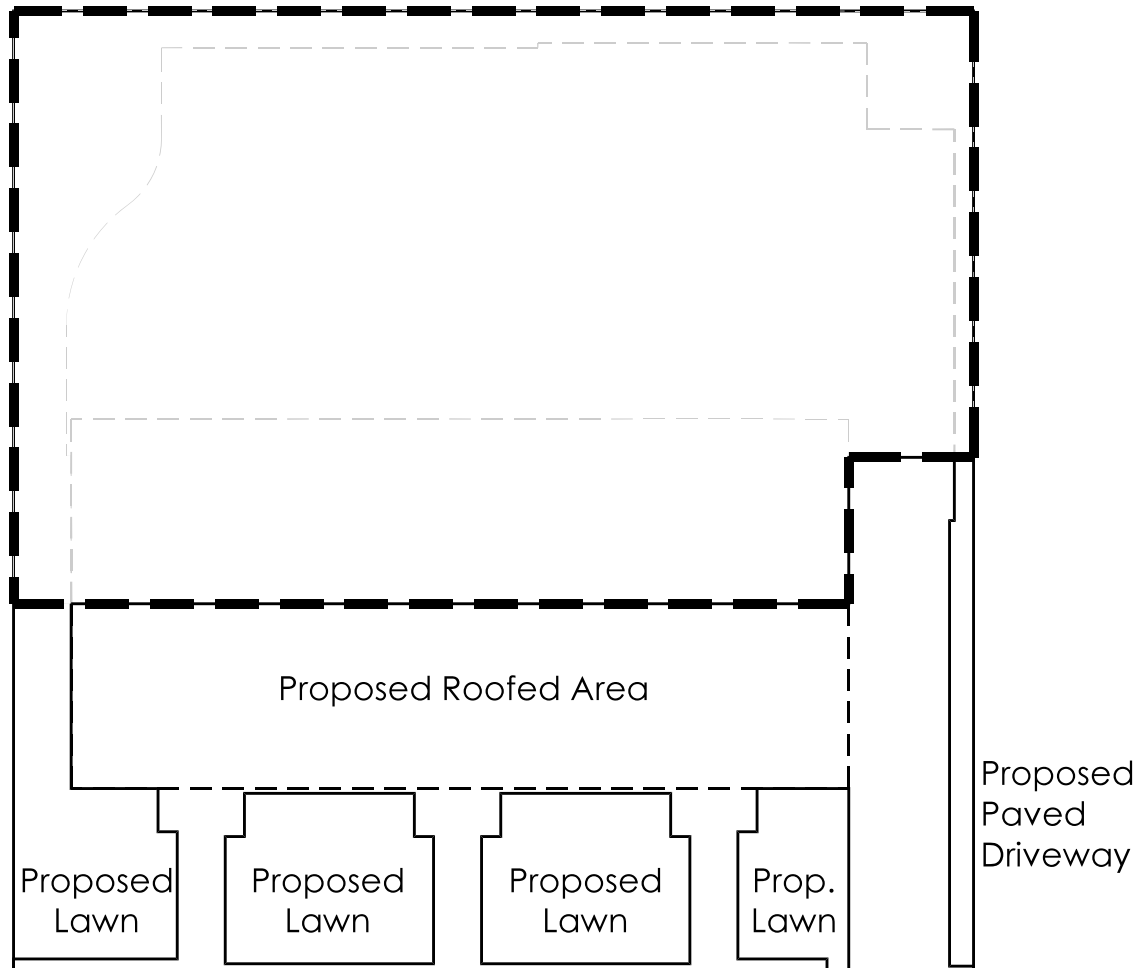 Proposed Roofed Area
Proposed
Paved
Driveway
Proposed
Lawn
Proposed
Lawn
Proposed
Lawn
Prop.
Lawn